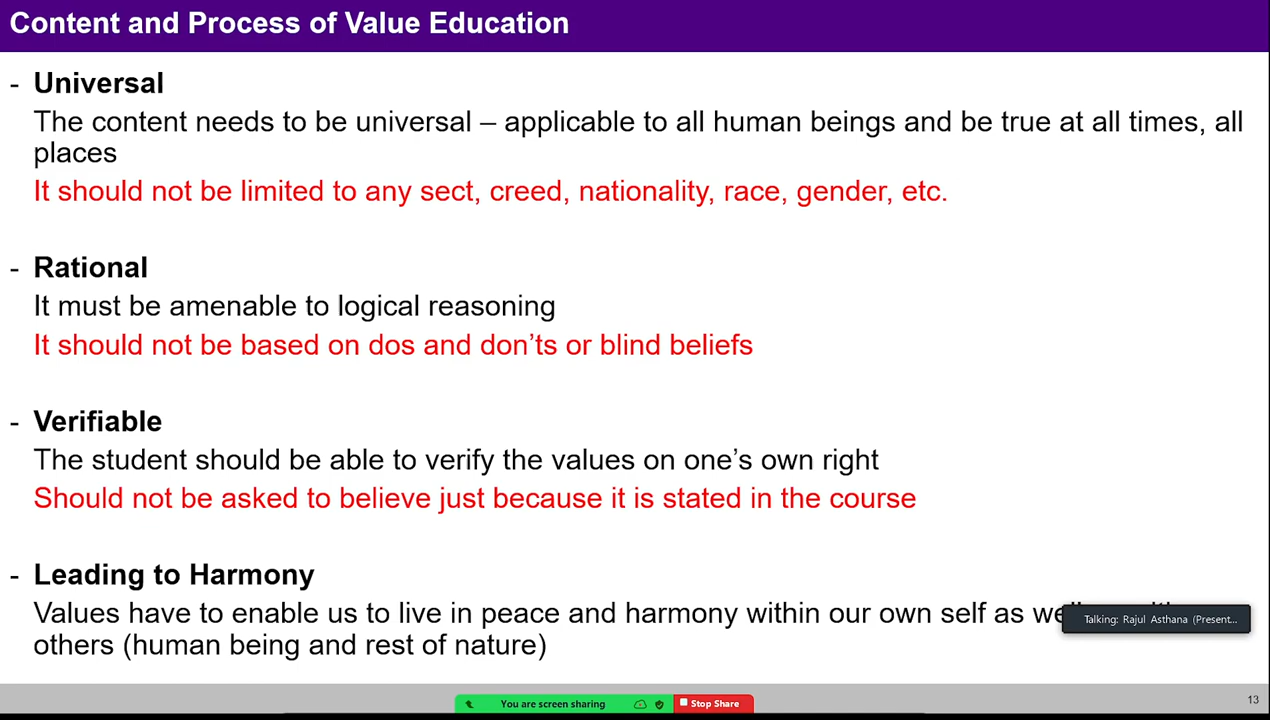 Content and Process of Value Education
- Universal
The content needs to be universal – applicable to all human beings and be true at all times, all
places
It should not be limited to any sect, creed, nationality, race, gender, etc.
- Rational
It must be amenable to logical reasoning
It should not be based on dos and don'ts or blind beliefs
- Verifiable
The student should be able to verify the values on one's own right
Should not be asked to believe just because it is stated in the course
- Leading to Harmony
Values have to enable us to live in peace and harmony within our own self as
Talking: Rajul Asthana (Present...
others (human being and rest of nature)
You are screen sharing
Stop Share
13